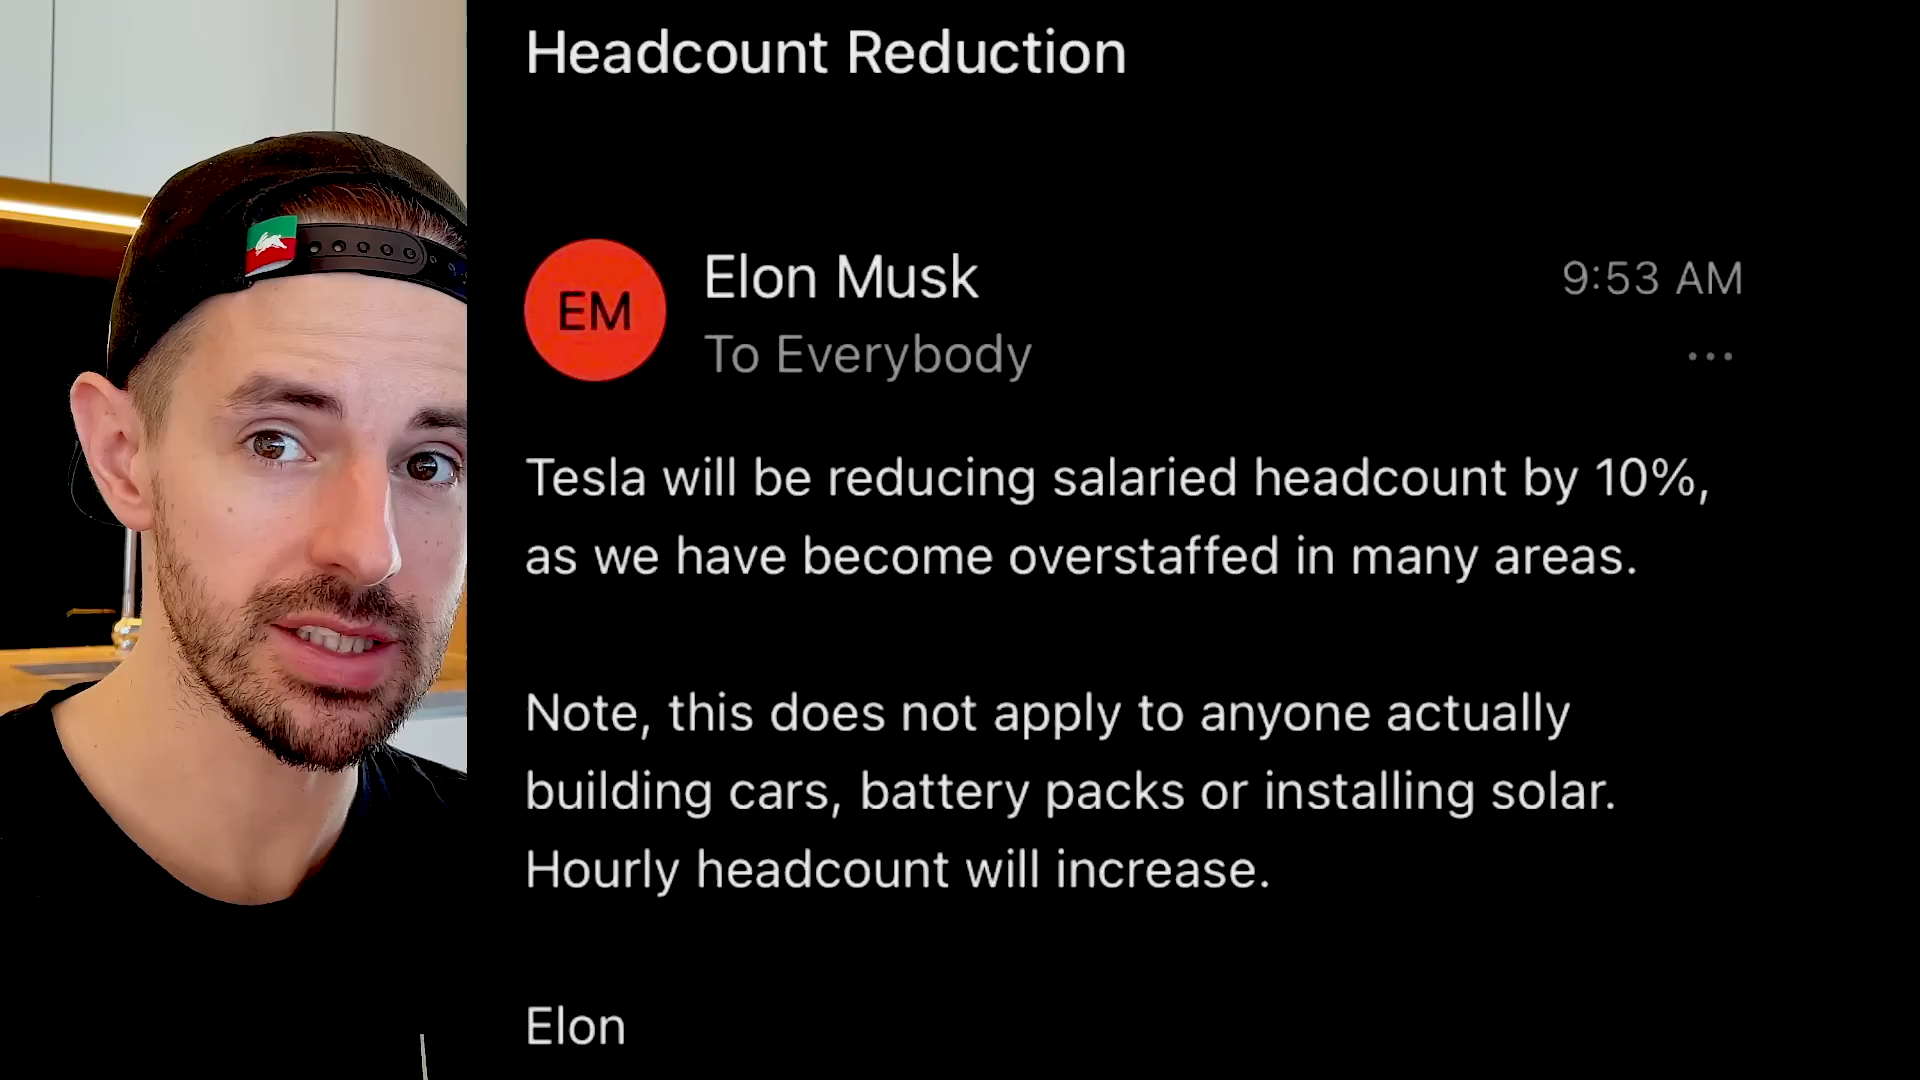 Headcount Reduction
EM
Elon Musk
9:53 AM
To Everybody
...
Tesla will be reducing salaried headcount by 10%,
as we have become overstaffed in many areas.
Note, this does not apply to anyone actually
building cars, battery packs or installing solar.
Hourly headcount will increase.
Elon